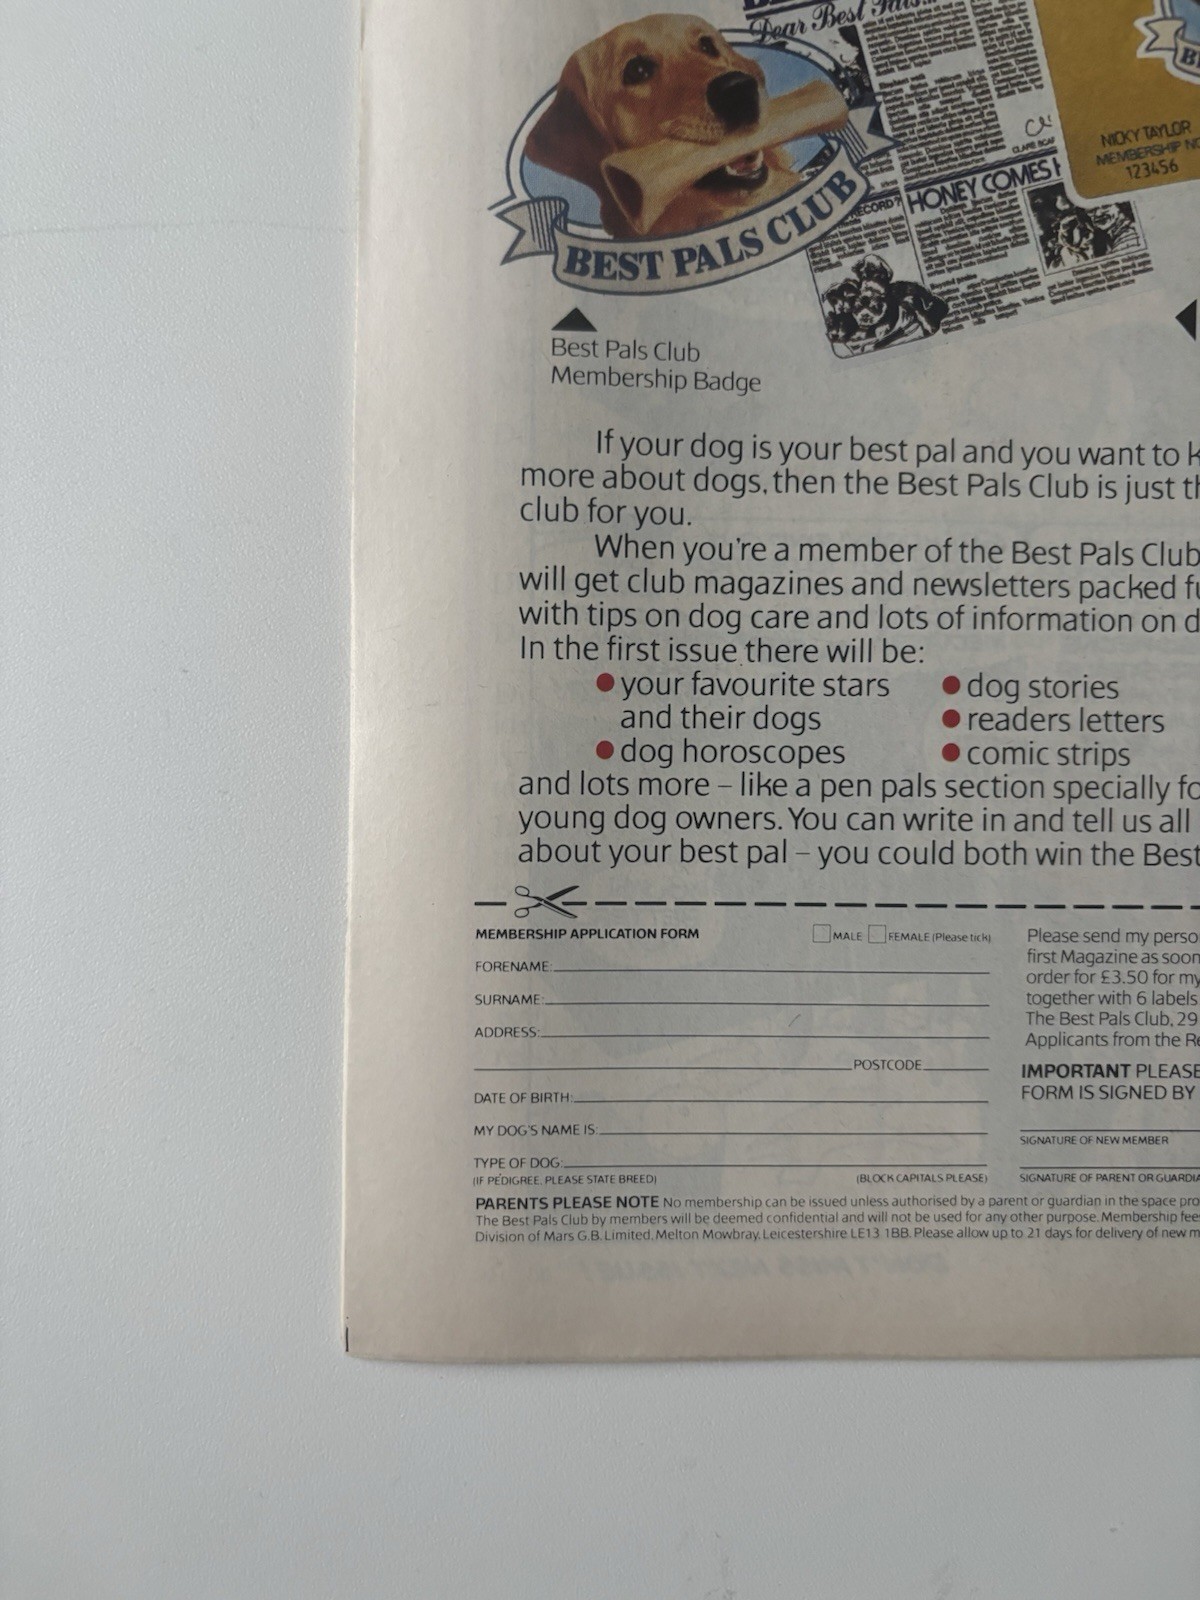 Dear Best Pals...
NICKY TAYLOR
MEMBERSHIP NO
123456
RECORD?
HONEY COMES
BEST PALS CLUB
Best Pals Club
Membership Badge
If your dog is your best pal and you want to
more about dogs, then the Best Pals Club is just
club for you.
When you're a member of the Best Pals Club
will get club magazines and newsletters packed
with tips on dog care and lots of information on
In the first issue there will be:
● your favourite stars
and their dogs
● dog horoscopes
● dog stories
● readers letters
● comic strips
and lots more – like a pen pals section specially
young dog owners. You can write in and tell us all
about your best pal – you could both win the Best
MEMBERSHIP APPLICATION FORM
MALE FEMALE (Please tick)
FORENAME:
SURNAME:
ADDRESS:
POSTCODE
DATE OF BIRTH:
MY DOG'S NAME IS:
TYPE OF DOG:
(IF PEDIGREE, PLEASE STATE BREED) (BLOCK CAPITALS PLEASE)
Please send my perso
first Magazine as soon
order for £3.50 for my
together with 6 labels
The Best Pals Club, 29
Applicants from the Re
IMPORTANT PLEASE
FORM IS SIGNED BY
SIGNATURE OF NEW MEMBER
SIGNATURE OF PARENT OR GUARDIA
PARENTS PLEASE NOTE No membership can be issued unless authorised by a parent or guardian in the space pro
The Best Pals Club by members will be deemed confidential and will not be used for any other purpose. Membership fee
Division of Mars G.B. Limited, Melton Mowbray, Leicestershire LE13 1BB. Please allow up to 21 days for delivery of new m